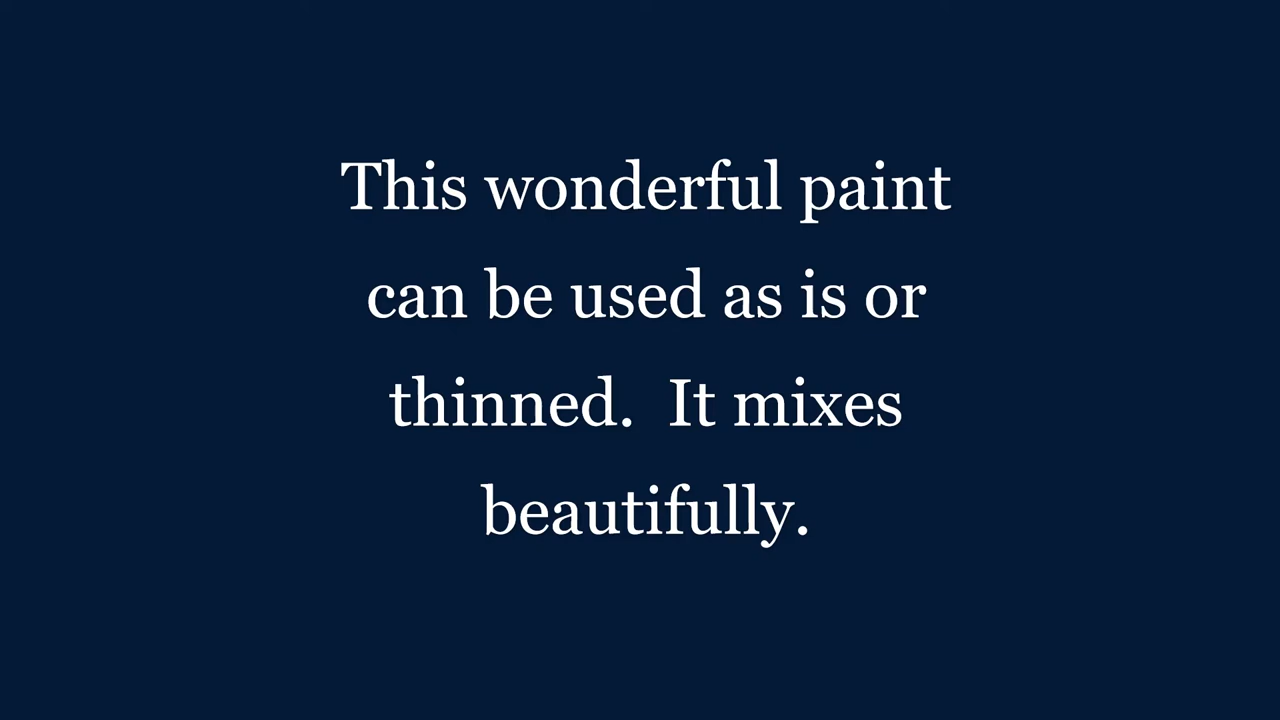 This wonderful paint
can be used as is or
thinned.  It mixes
beautifully.